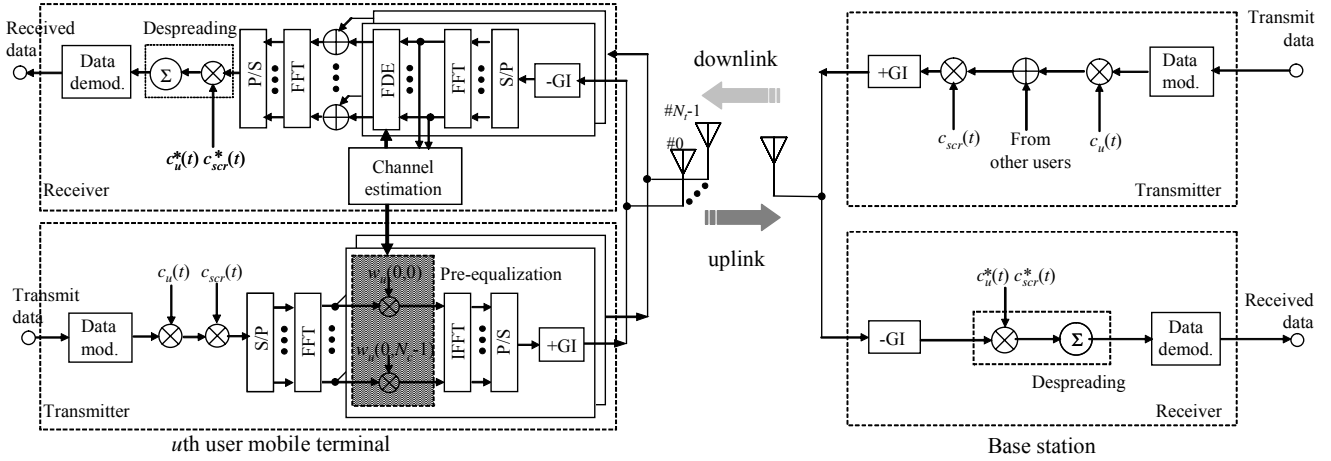 Received
data
Data
demod.
Despreading
Σ
P/S
FFT
FDE
FFT
S/P
-GI
c*u(t) c*scr(t)
Channel
estimation
Receiver
Transmit
data
Data
mod.
cu(t)
cscr(t)
S/P
FFT
wu(0,0)
wu(0,Nc-1)
Pre-equalization
IFFT
P/S
+GI
Transmitter
uth user mobile terminal
downlink
#Nt-1
#0
uplink
Transmit
data
+GI
Data
mod.
cscr(t)
From
other users
cu(t)
Transmitter
c*u(t) c*scr(t)
Received
data
-GI
Σ
Data
demod.
Despreading
Receiver
Base station